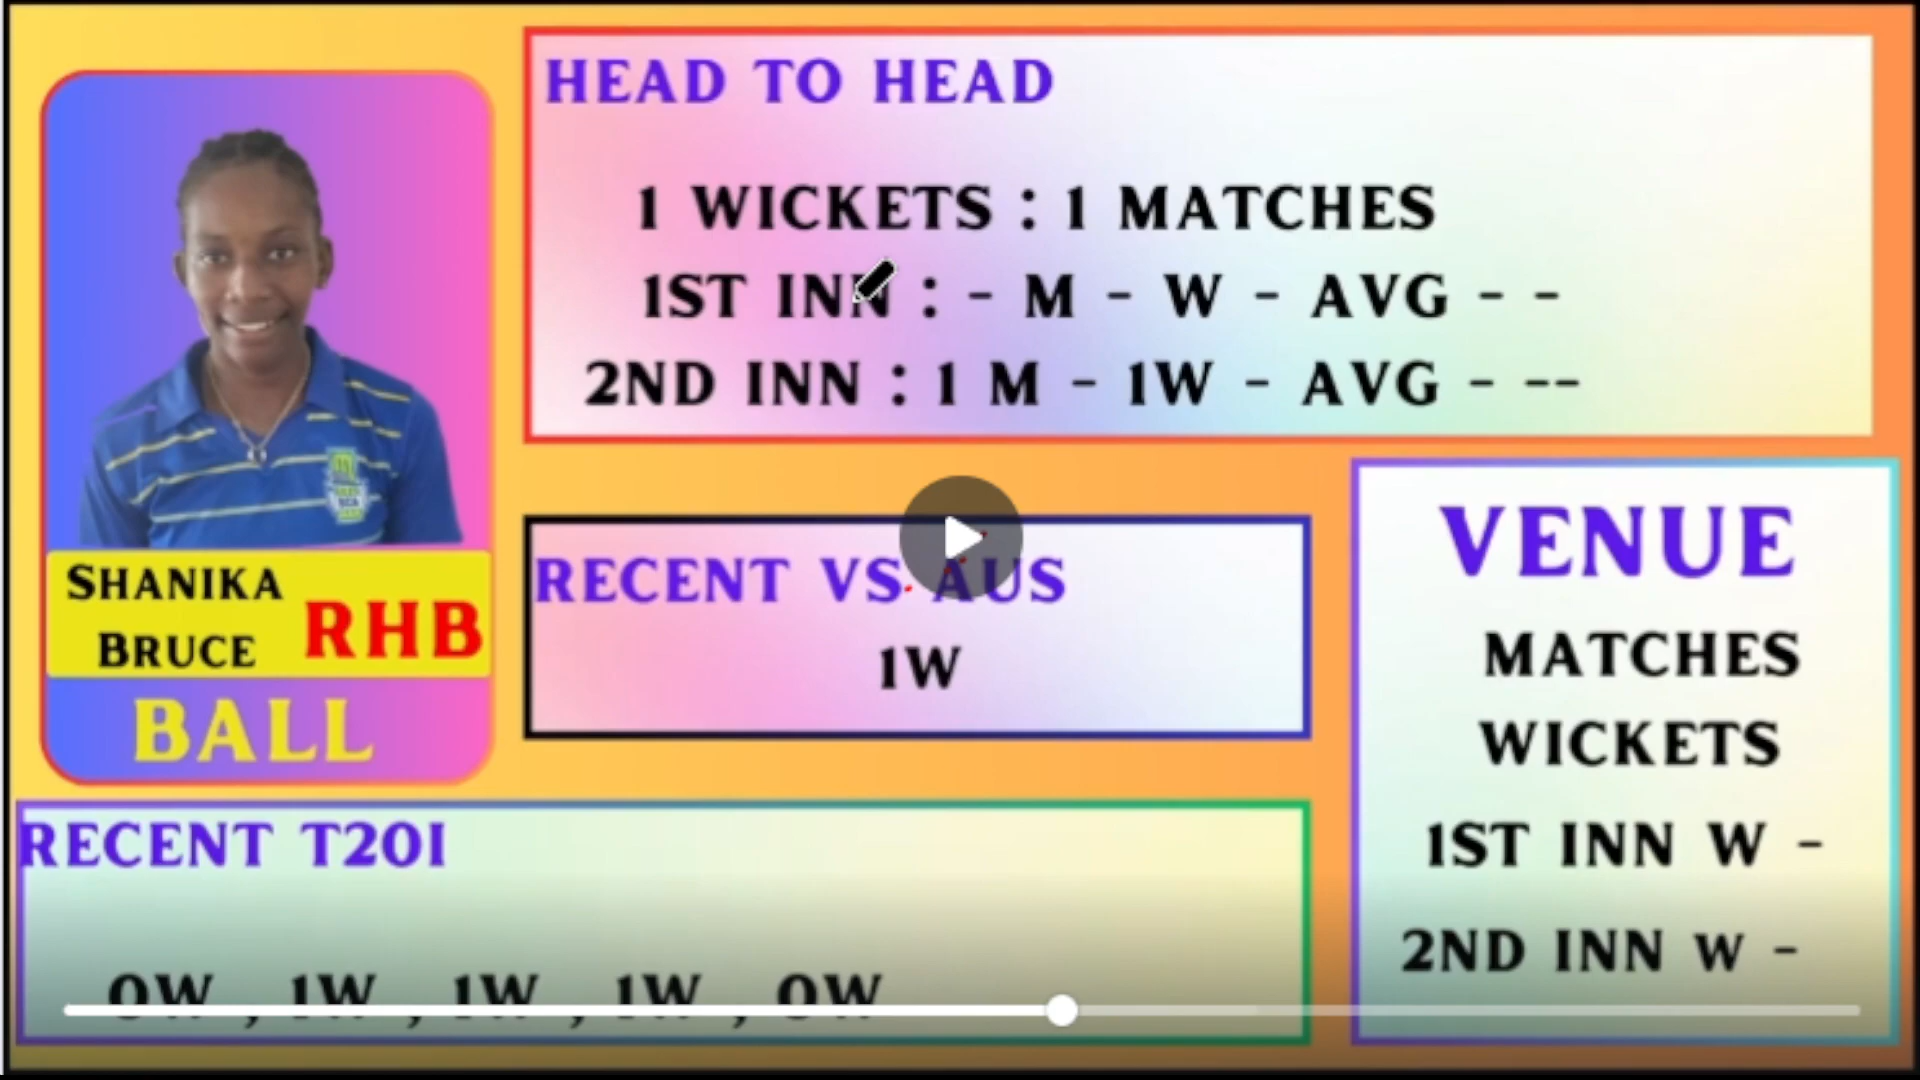 HEAD TO HEAD
1 WICKETS : 1 MATCHES
1ST INN : - M - W - AVG - -
2ND INN : 1 M - 1W - AVG - --
SHANIKA
BRUCE
RHB
BALL
RECENT VS AUS
1W
VENUE
MATCHES
WICKETS
1ST INN W -
2ND INN W -
RECENT T20I
0W , 1W , 1W , 1W , 0W